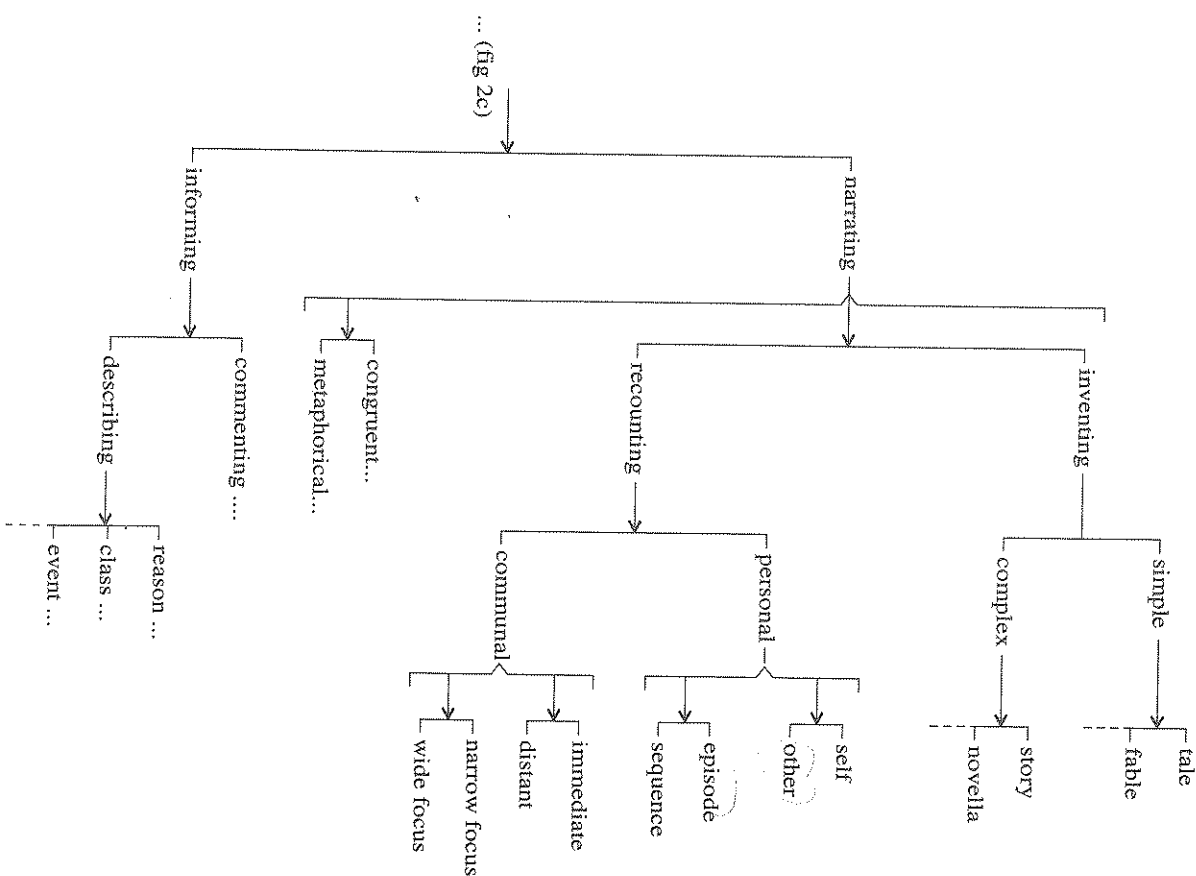 ... (fig 2c)
narrating
inventing
simple
tale
fable
complex
story
novella
recounting
personal
self
other
episode
sequence
communal
immediate
distant
narrow focus
wide focus
congruent...
metaphorical...
informing
commenting ....
describing
reason ...
class ...
event ...